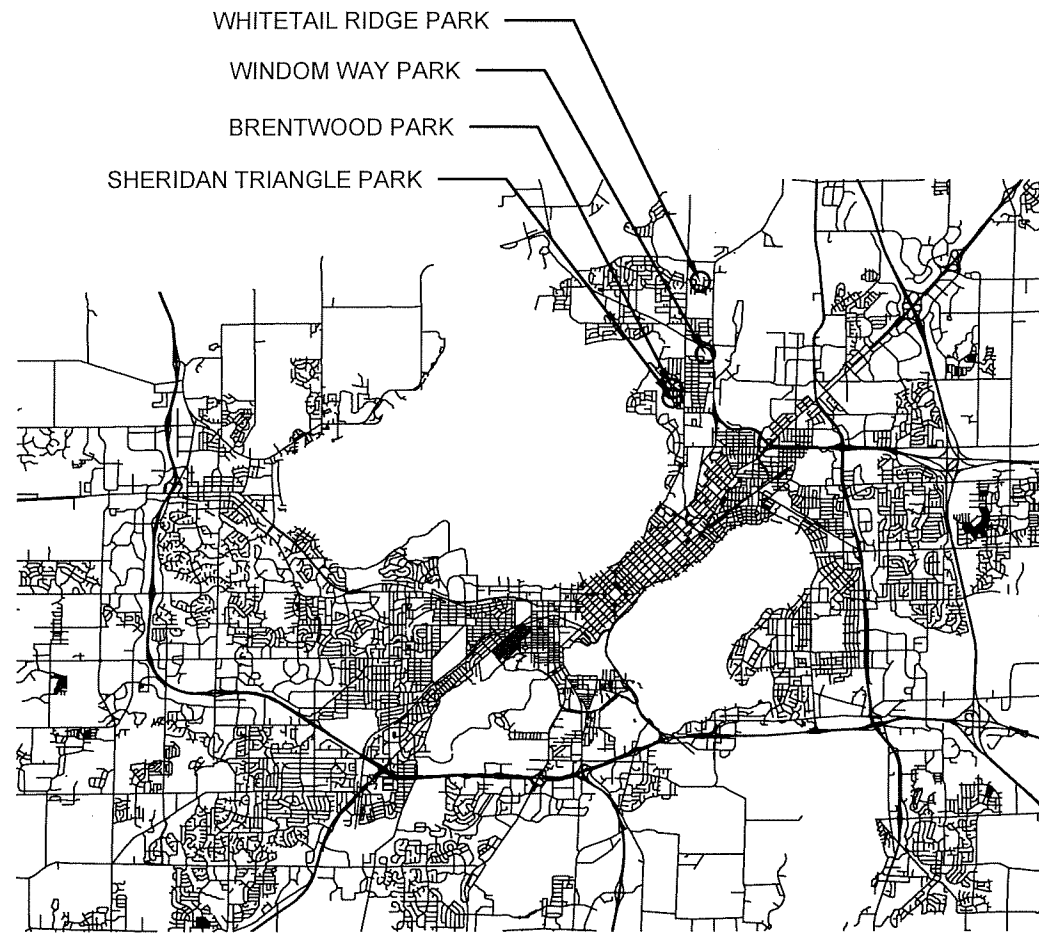 WHITETAIL RIDGE PARK
WINDOM WAY PARK
BRENTWOOD PARK
SHERIDAN TRIANGLE PARK